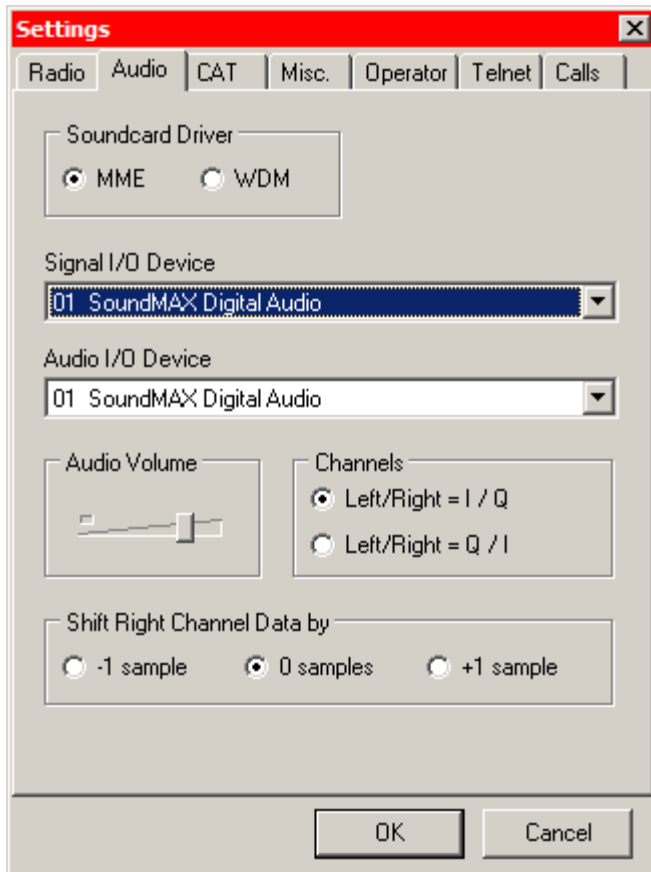 Settings
Radio Audio CAT Misc. Operator Telnet Calls
Soundcard Driver
MME WDM
Signal I/O Device
01 SoundMAX Digital Audio
Audio I/O Device
01 SoundMAX Digital Audio
Audio Volume Channels
Left/Right = I / Q
Left/Right = Q / I
Shift Right Channel Data by
-1 sample 0 samples +1 sample
OK Cancel